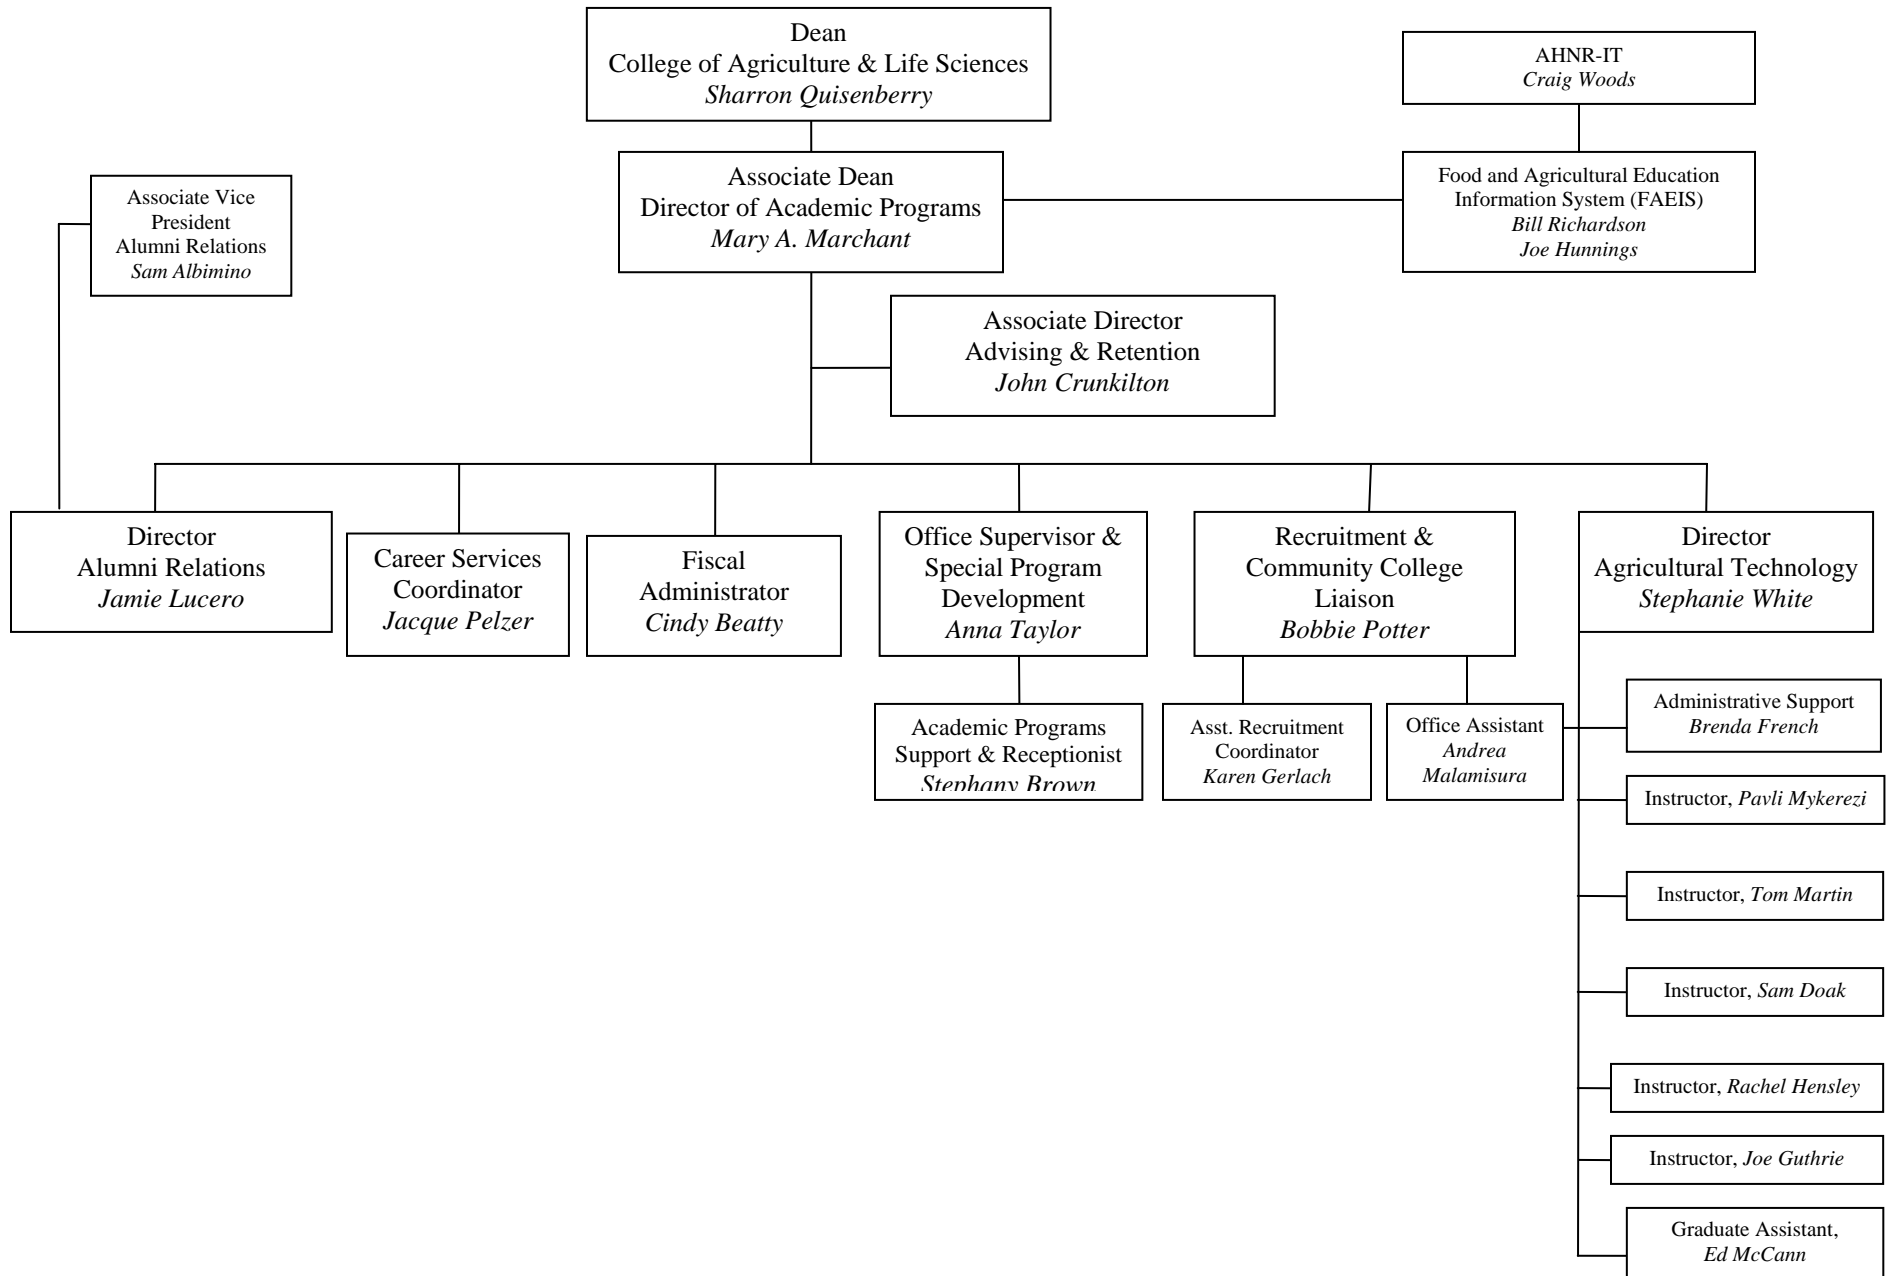 Dean
College of Agriculture & Life Sciences
Sharron Quisenberry
AHNR-IT
Craig Woods
Associate Dean
Director of Academic Programs
Mary A. Marchant
Food and Agricultural Education
Information System (FAEIS)
Bill Richardson
Joe Hunnings
Associate Vice
President
Alumni Relations
Sam Albimino
Associate Director
Advising & Retention
John Crunkilton
Director
Alumni Relations
Jamie Lucero
Career Services
Coordinator
Jacque Pelzer
Fiscal
Administrator
Cindy Beatty
Office Supervisor &
Special Program
Development
Anna Taylor
Recruitment &
Community College
Liaison
Bobbie Potter
Director
Agricultural Technology
Stephanie White
Academic Programs
Support & Receptionist
Stephany Brown
Asst. Recruitment
Coordinator
Karen Gerlach
Office Assistant
Andrea
Malamisura
Administrative Support
Brenda French
Instructor, Pavli Mykerezi
Instructor, Tom Martin
Instructor, Sam Doak
Instructor, Rachel Hensley
Instructor, Joe Guthrie
Graduate Assistant,
Ed McCann